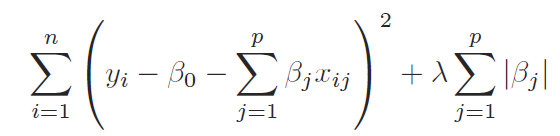 $$\sum_{i=1}^{n} \left( y_i - \beta_0 - \sum_{j=1}^{p} \beta_j x_{ij} \right)^2 + \lambda \sum_{j=1}^{p} |\beta_j|$$